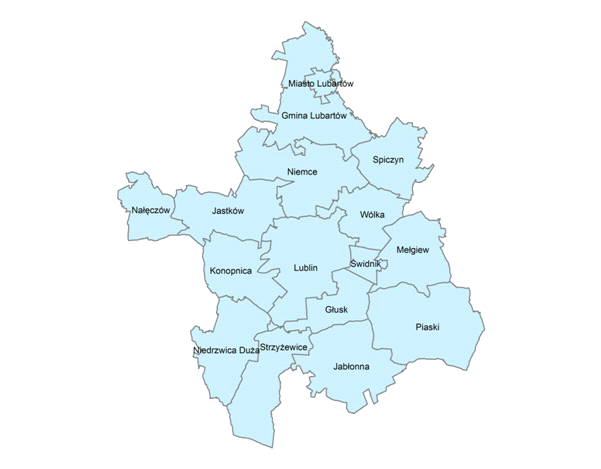 Miasto Lubartów
Gmina Lubartów
Niemce
Spiczyn
Nałęczów
Jastków
Wólka
Mełgiew
Konopnica
Lublin
Świdnik
Głusk
Piaski
Niedrzwica Duża
Strzyżewice
Jabłonna